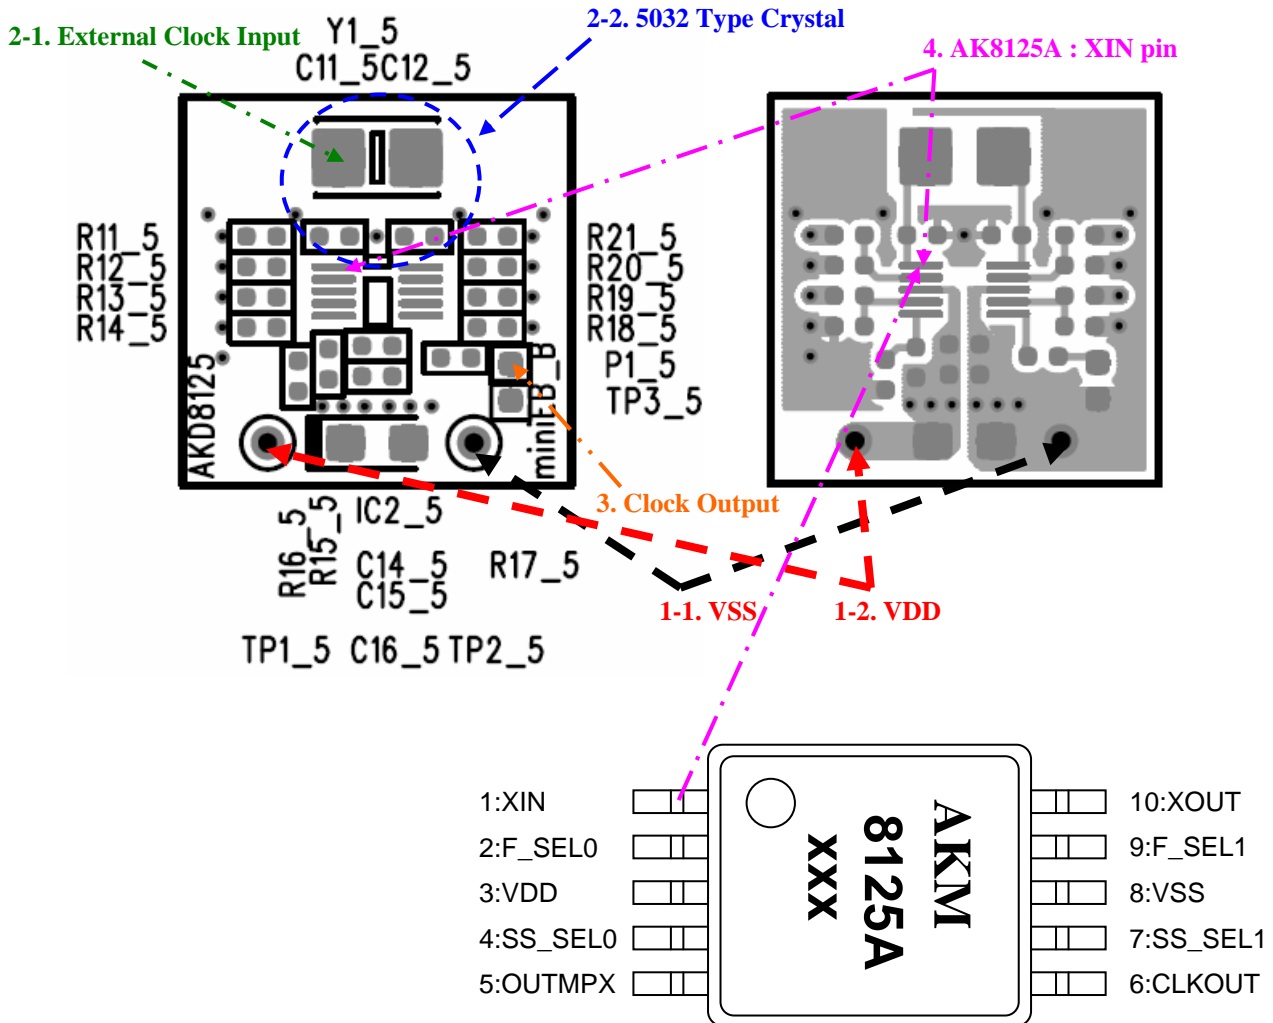 2-1. External Clock Input
Y1_5
C11_5C12_5
2-2. 5032 Type Crystal
4. AK8125A : XIN pin
R11_5
R12_5
R13_5
R14_5
R21_5
R20_5
R19_5
R18_5
P1_5
TP3_5
AKD8125
miniEB_B
3. Clock Output
R16_5
R15_5
IC2_5
C14_5
C15_5
R17_5
TP1_5 C16_5 TP2_5
1-1. VSS
1-2. VDD
1:XIN
2:F_SEL0
3:VDD
4:SS_SEL0
5:OUTMPX
AKM
8125A
xxx
10:XOUT
9:F_SEL1
8:VSS
7:SS_SEL1
6:CLKOUT